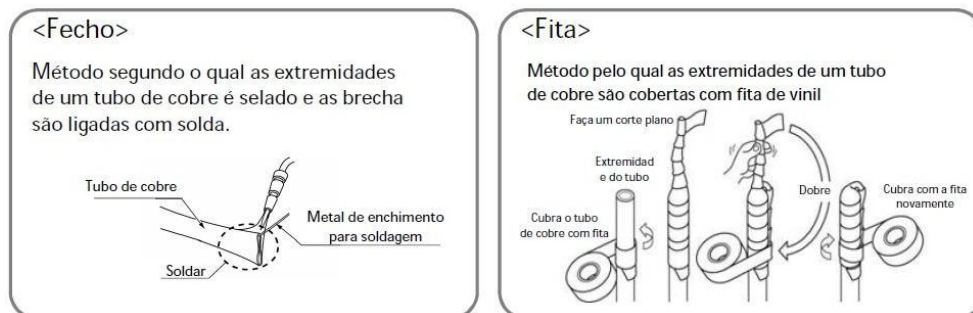 <Fecho>
Método segundo o qual as extremidades
de um tubo de cobre é selado e as brecha
são ligadas com solda.
Tubo de cobre
Metal de enchimento
para soldagem
Soldar
<Fita>
Método pelo qual as extremidades de um tubo
de cobre são cobertas com fita de vinil
Faça um corte plano
Extremidad
e do tubo
Cubra o tubo
de cobre com fita
Dobre
Cubra com a fita
novamente